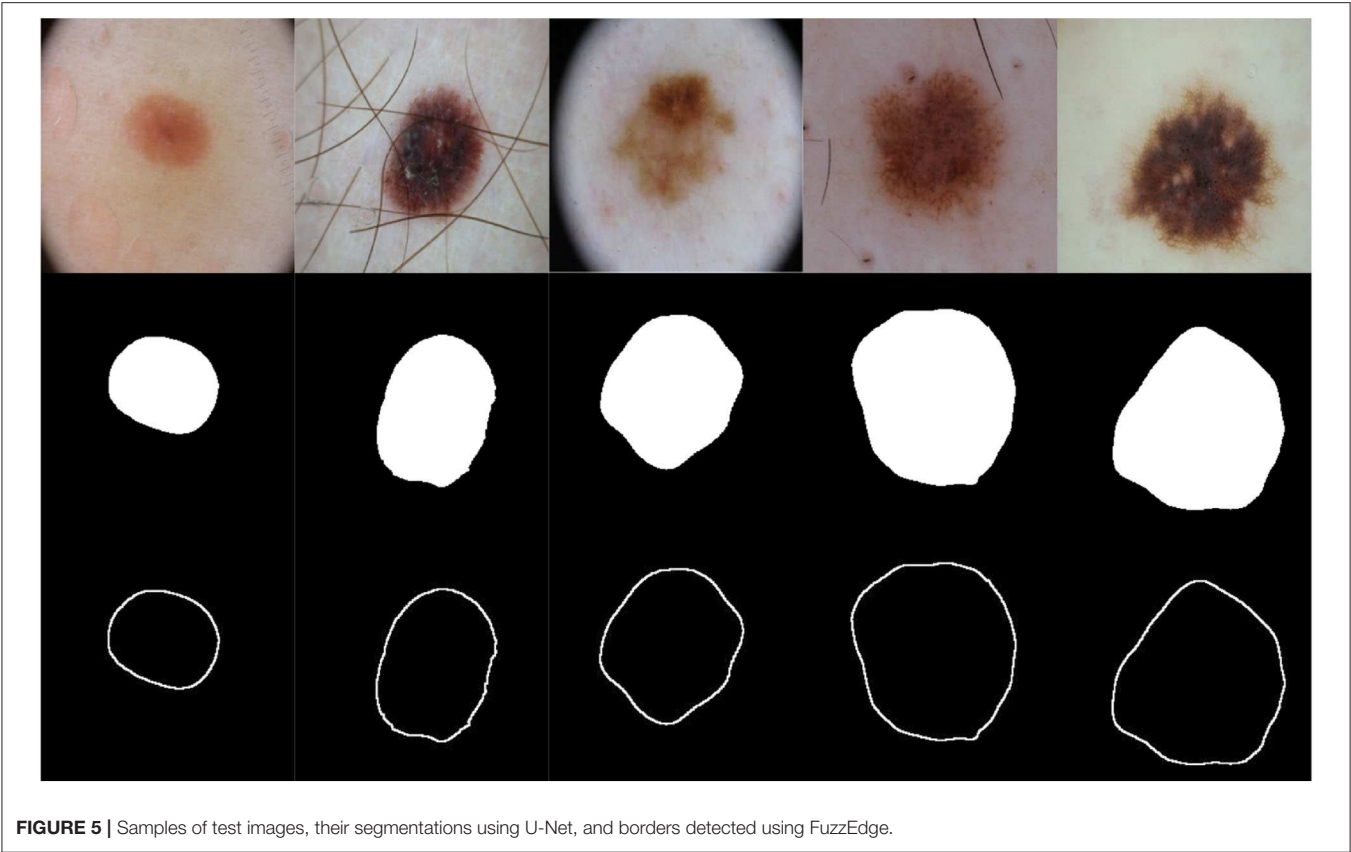 FIGURE 5 | Samples of test images, their segmentations using U-Net, and borders detected using FuzzEdge.